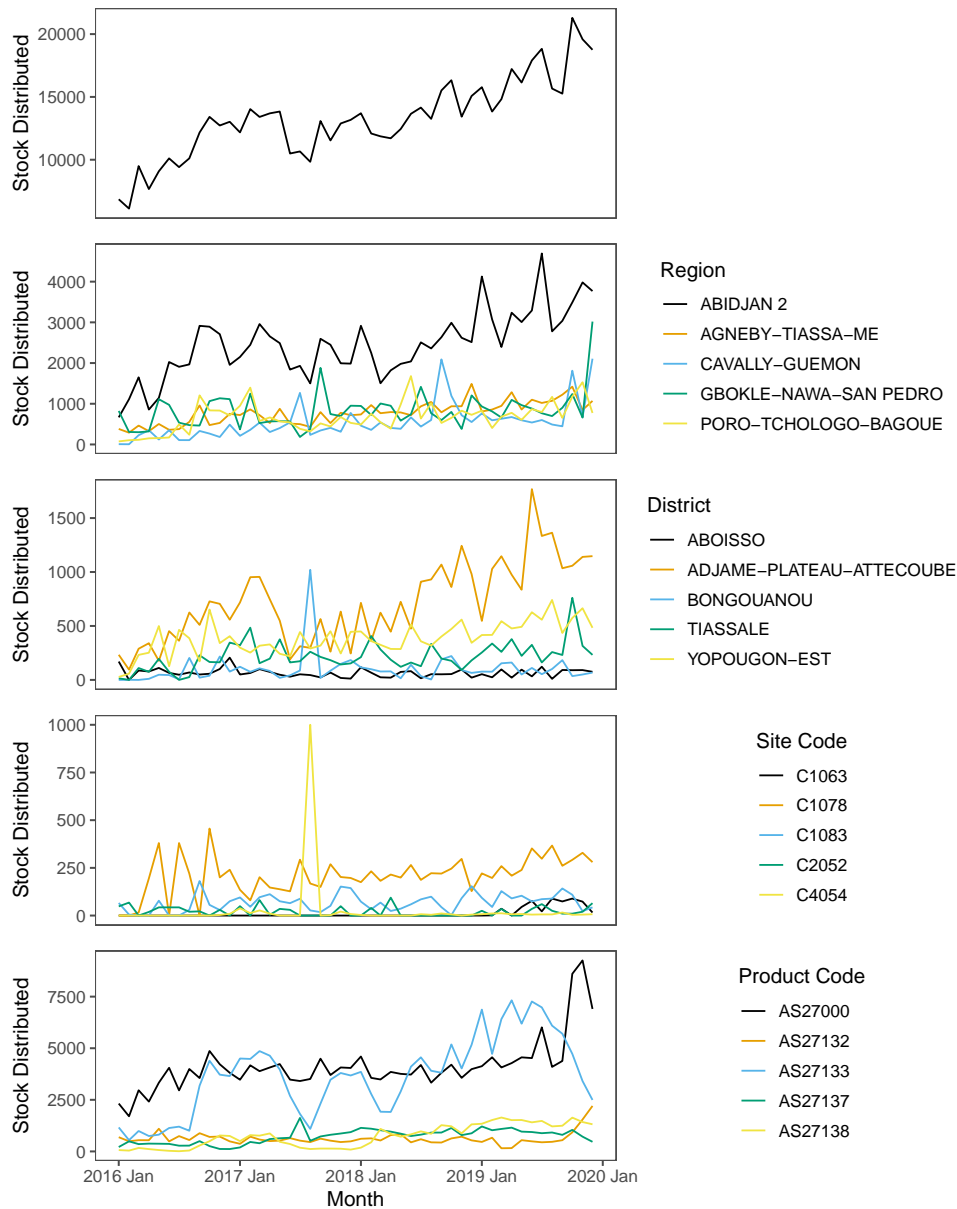 Stock Distributed
20000
15000
10000
Stock Distributed
4000
3000
2000
1000
0
Region
ABIDJAN 2
AGNEBY−TIASSA−ME
CAVALLY−GUEMON
GBOKLE−NAWA−SAN PEDRO
PORO−TCHOLOGO−BAGOUE
Stock Distributed
1500
1000
500
0
District
ABOISSO
ADJAME−PLATEAU−ATTECOUBE
BONGOUANOU
TIASSALE
YOPOUGON−EST
Stock Distributed
1000
750
500
250
0
Site Code
C1063
C1078
C1083
C2052
C4054
Stock Distributed
7500
5000
2500
0
Product Code
AS27000
AS27132
AS27133
AS27137
AS27138
2016 Jan 2017 Jan 2018 Jan 2019 Jan 2020 Jan
Month